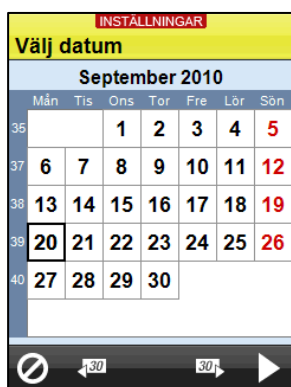 INSTÄLLNINGAR
Välj datum
September 2010
Mån Tis Ons Tor Fre Lör Sön
35 1 2 3 4 5
37 6 7 8 9 10 11 12
38 13 14 15 16 17 18 19
39 20 21 22 23 24 25 26
40 27 28 29 30
30 30